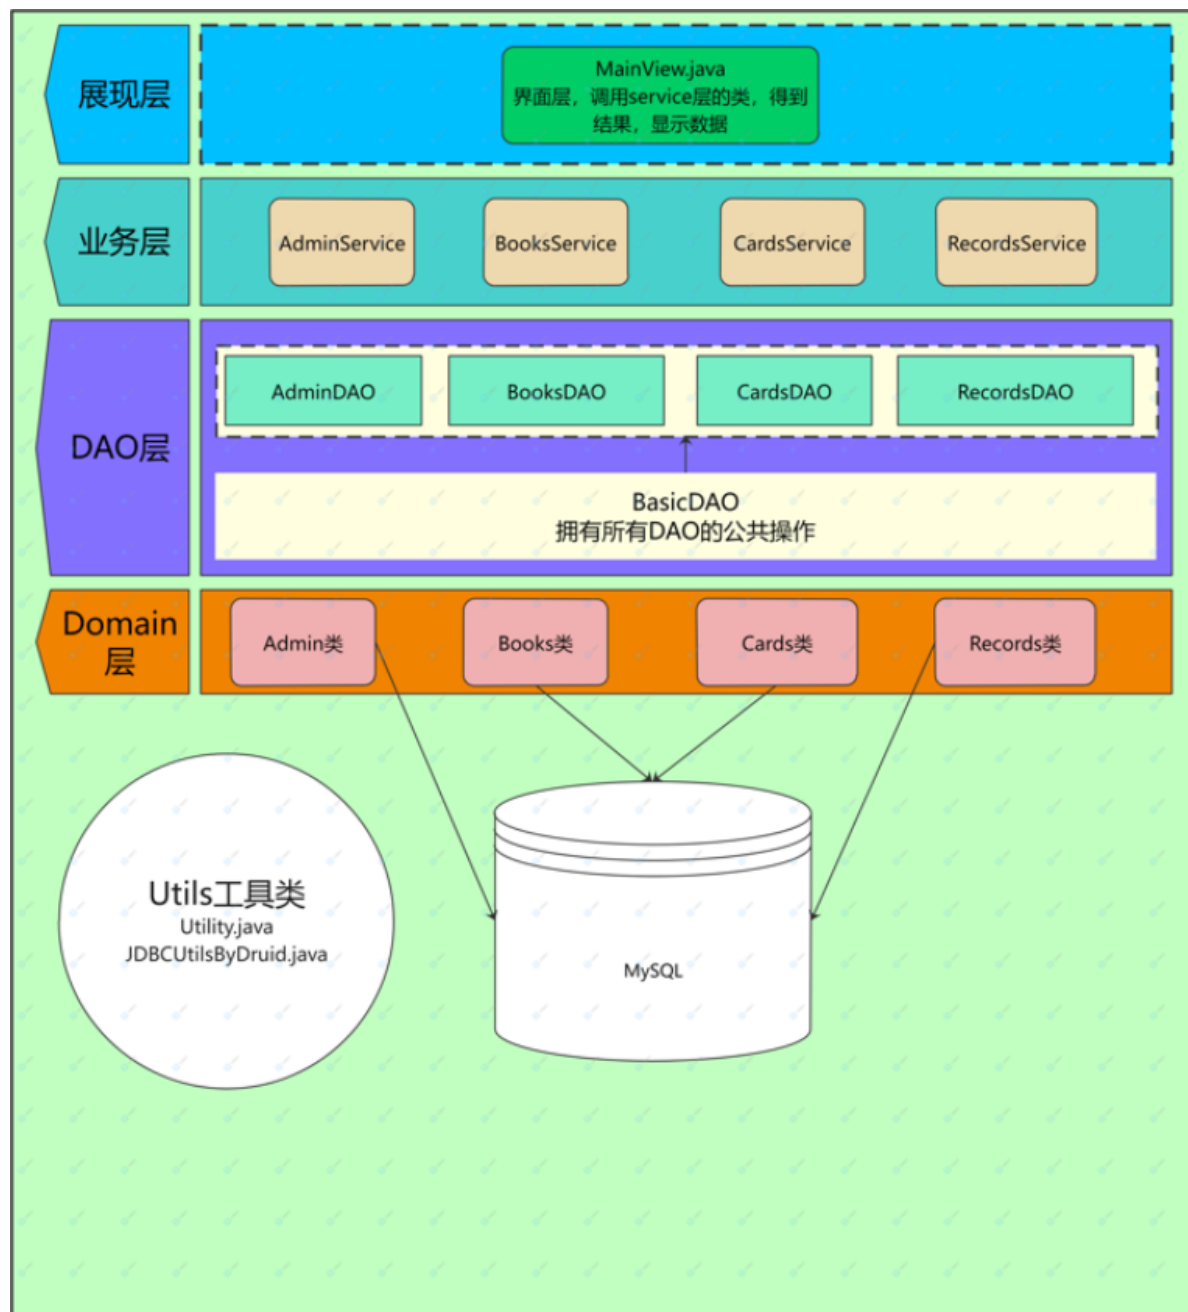 展现层
MainView.java
界面层，调用service层的类，得到
结果，显示数据
业务层
AdminService
BooksService
CardsService
RecordsService
DAO层
AdminDAO
BooksDAO
CardsDAO
RecordsDAO
BasicDAO
拥有所有DAO的公共操作
Domain
层
Admin类
Books类
Cards类
Records类
Utils工具类
Utility.java
JDBCUtilsByDruid.java
MySQL